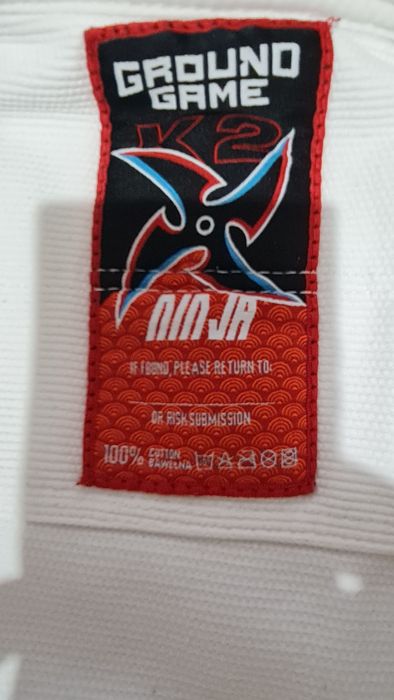 GROUND
GAME
K2
NINJA
IF FOUND, PLEASE RETURN TO:
OR RISK SUBMISSION
100% COTTON
BAWEŁNA